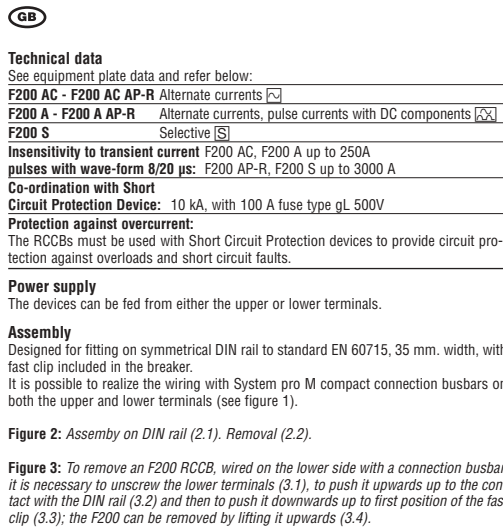 GB
Technical data
See equipment plate data and refer below:
F200 AC - F200 AC AP-R Alternate currents
F200 A - F200 A AP-R Alternate currents, pulse currents with DC components
F200 S Selective S
Insensitivity to transient current F200 AC, F200 A up to 250A
pulses with wave-form 8/20 µs: F200 AP-R, F200 S up to 3000 A
Co-ordination with Short
Circuit Protection Device: 10 kA, with 100 A fuse type gL 500V
Protection against overcurrent:
The RCCBs must be used with Short Circuit Protection devices to provide circuit pro-
tection against overloads and short circuit faults.
Power supply
The devices can be fed from either the upper or lower terminals.
Assembly
Designed for fitting on symmetrical DIN rail to standard EN 60715, 35 mm. width, with
fast clip included in the breaker.
It is possible to realize the wiring with System pro M compact connection busbars on
both the upper and lower terminals (see figure 1).
Figure 2: Assemby on DIN rail (2.1). Removal (2.2).
Figure 3: To remove an F200 RCCB, wired on the lower side with a connection busbar
it is necessary to unscrew the lower terminals (3.1), to push it upwards up to the con-
tact with the DIN rail (3.2) and then to push it downwards up to first position of the fas
clip (3.3); the F200 can be removed by lifting it upwards (3.4).